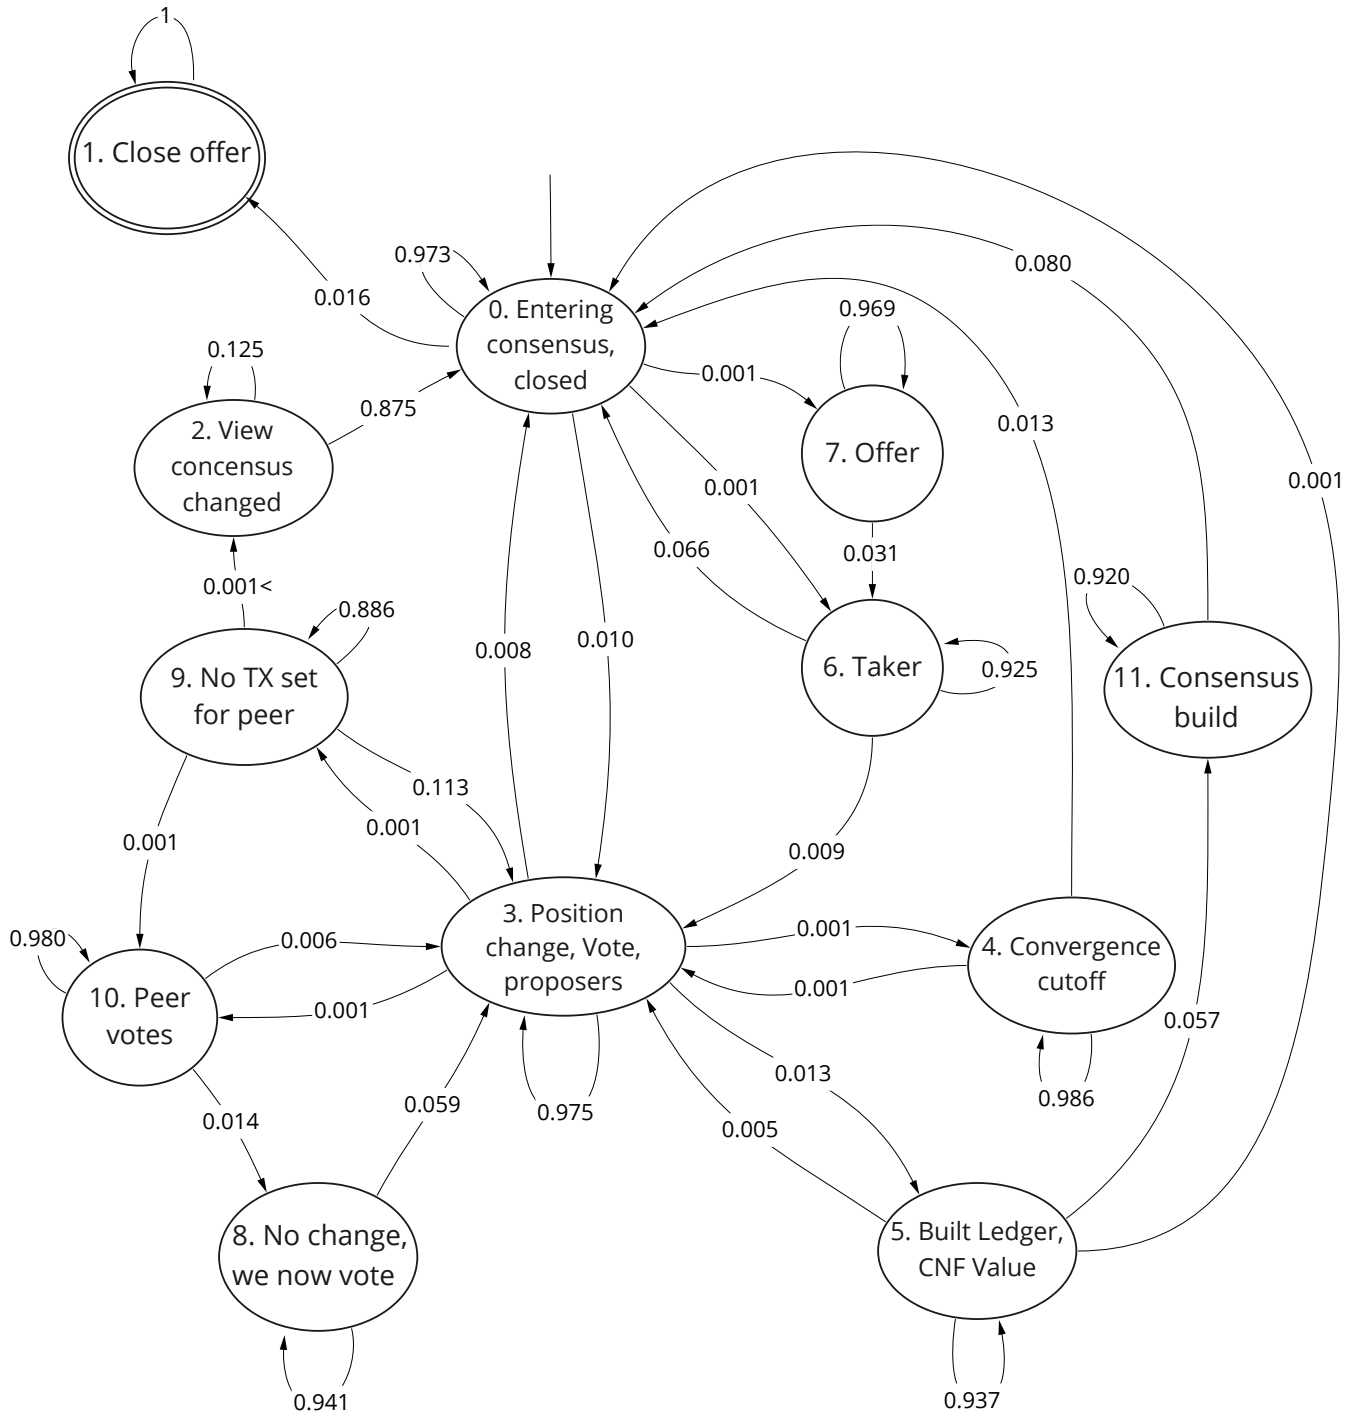 1
1. Close offer
0.973
0.016
0. Entering
consensus,
closed
0.080
0.969
0.125
0.875
0.001
0.013
2. View
concensus
changed
7. Offer
0.001
0.001
0.066
0.031
0.001<
0.886
0.920
0.008
0.010
9. No TX set
for peer
6. Taker
0.925
11. Consensus
build
0.113
0.001
0.001
0.009
3. Position
change, Vote,
proposers
0.980
0.006
0.001
4. Convergence
cutoff
10. Peer
votes
0.001
0.001
0.057
0.013
0.986
0.014
0.059
0.975
0.005
8. No change,
we now vote
5. Built Ledger,
CNF Value
0.941
0.937